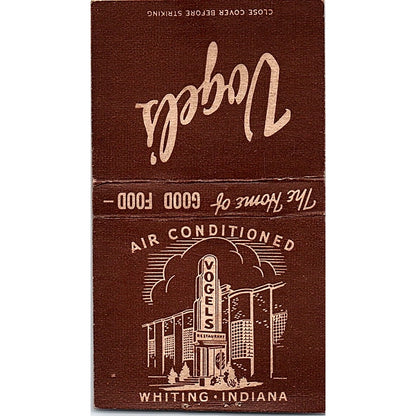 CLOSE COVER BEFORE STRIKING
Vogel's
The Home of GOOD FOOD –
AIR CONDITIONED
VOGELS
RESTAURANT
WHITING · INDIANA